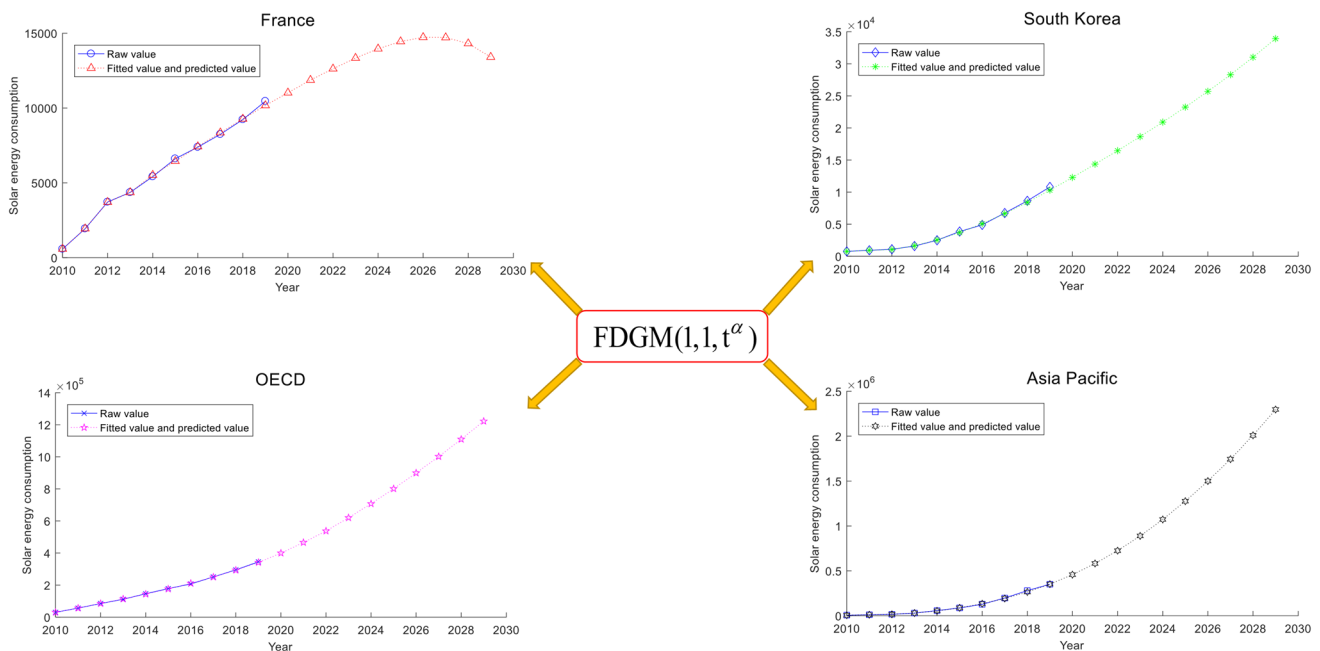 France
Solar energy consumption
15000
10000
5000
0
Raw value
Fitted value and predicted value
2010 2012 2014 2016 2018 2020 2022 2024 2026 2028 2030
Year
South Korea
×10⁴
Solar energy consumption
3.5
3
2.5
2
1.5
1
0.5
0
Raw value
Fitted value and predicted value
2010 2012 2014 2016 2018 2020 2022 2024 2026 2028 2030
Year
FDGM(1,1,t^α)
OECD
×10⁵
Solar energy consumption
14
12
10
8
6
4
2
0
Raw value
Fitted value and predicted value
2010 2012 2014 2016 2018 2020 2022 2024 2026 2028 2030
Year
Asia Pacific
×10⁶
Solar energy consumption
2.5
2
1.5
1
0.5
0
Raw value
Fitted value and predicted value
2010 2012 2014 2016 2018 2020 2022 2024 2026 2028 2030
Year